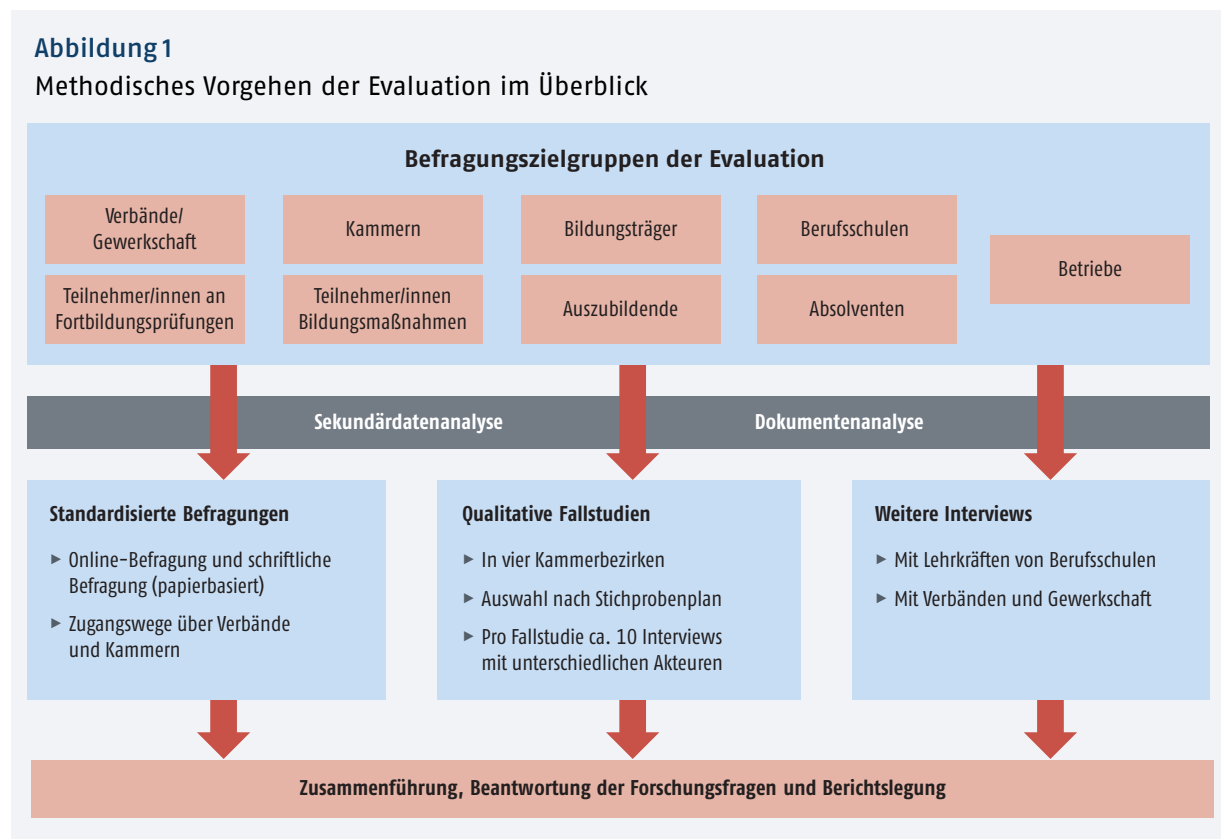 Abbildung 1
Methodisches Vorgehen der Evaluation im Überblick
Befragungszielgruppen der Evaluation
Verbände/
Gewerkschaft
Kammern
Bildungsträger
Berufsschulen
Betriebe
Teilnehmer/innen an
Fortbildungsprüfungen
Teilnehmer/innen
Bildungsmaßnahmen
Auszubildende
Absolventen
Sekundärdatenanalyse
Dokumentenanalyse
Standardisierte Befragungen
► Online-Befragung und schriftliche
Befragung (papierbasiert)
► Zugangswege über Verbände
und Kammern
Qualitative Fallstudien
► In vier Kammerbezirken
► Auswahl nach Stichprobenplan
► Pro Fallstudie ca. 10 Interviews
mit unterschiedlichen Akteuren
Weitere Interviews
► Mit Lehrkräften von Berufsschulen
► Mit Verbänden und Gewerkschaft
Zusammenführung, Beantwortung der Forschungsfragen und Berichtslegung